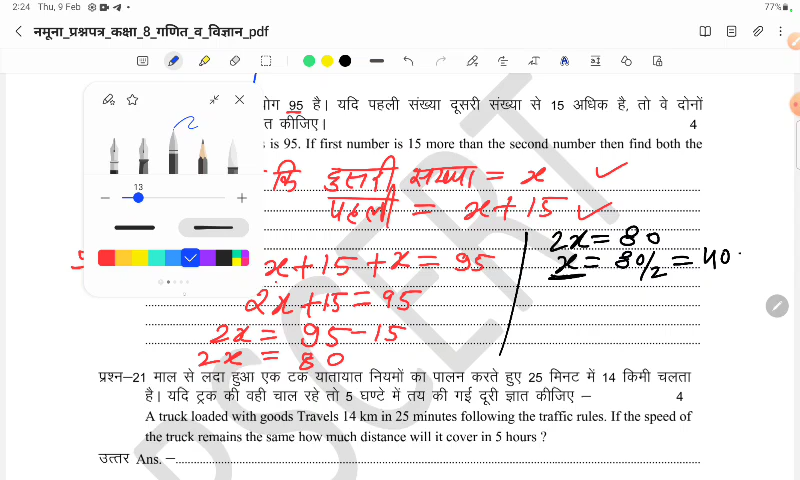 2:24 Thu, 9 Feb 77%
नमूना_प्रश्नपत्र_कक्षा_8_गणित_व_विज्ञान_pdf
योग 95 है। यदि पहली संख्या दूसरी संख्या से 15 अधिक है, तो वे दोनों
त कीजिए। 4
is 95. If first number is 15 more than the second number then find both the
13
कि दुसरी संख्या = x
पहली = x+15
x+15+x=95
2x+15=95
2x = 95-15
2x = 80
2x=80
x=80/2=40
प्रश्न–21 माल से लदा हुआ एक टक यातायात नियमों का पालन करते हुए 25 मिनट में 14 किमी चलता
है। यदि ट्रक की वही चाल रहे तो 5 घण्टे में तय की गई दूरी ज्ञात कीजिए – 4
A truck loaded with goods Travels 14 km in 25 minutes following the traffic rules. If the speed of
the truck remains the same how much distance will it cover in 5 hours ?
उत्तर Ans. –